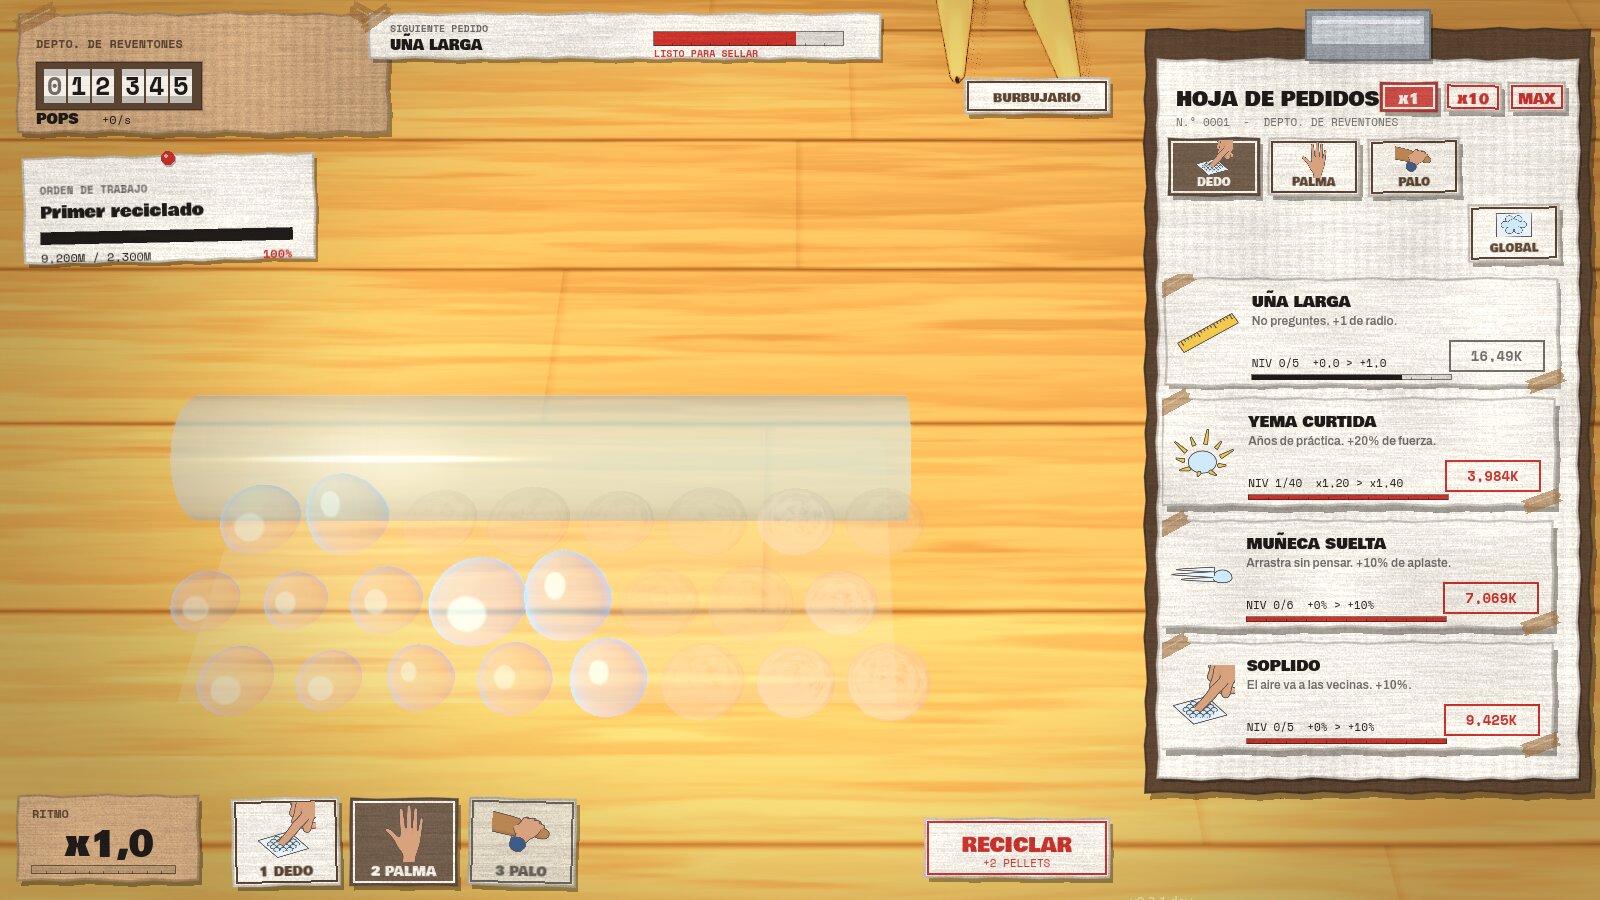 DEPTO. DE REVENTONES
012 345
POPS +0/s
SIGUIENTE PEDIDO
UÑA LARGA
LISTO PARA SELLAR
BURBUJARIO
ORDEN DE TRABAJO
Primer reciclado
9,200M / 2,300M 100%
HOJA DE PEDIDOS x1 x10 MAX
N.° 0001 - DEPTO. DE REVENTONES
DEDO PALMA PALO
GLOBAL
UÑA LARGA
No preguntes. +1 de radio.
NIV 0/5 +0,0 > +1,0
16,49K
YEMA CURTIDA
Años de práctica. +20% de fuerza.
NIV 1/40 x1,20 > x1,40
3,984K
MUÑECA SUELTA
Arrastra sin pensar. +10% de aplaste.
NIV 0/6 +0% > +10%
7,069K
SOPLIDO
El aire va a las vecinas. +10%.
NIV 0/5 +0% > +10%
9,425K
RITMO
x1,0
1 DEDO 2 PALMA 3 PALO
RECICLAR
+2 PELLETS